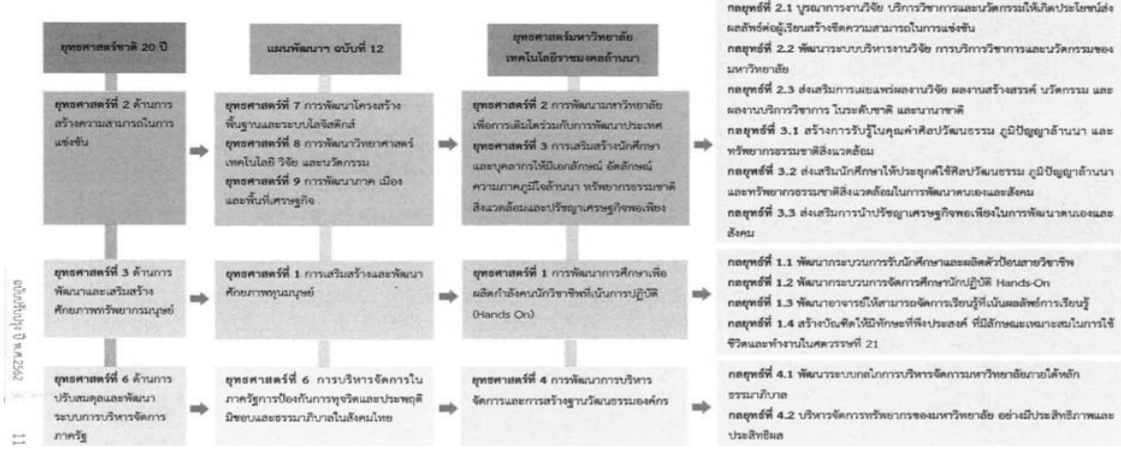 ยุทธศาสตร์ชาติ 20 ปี
แผนพัฒนาฯ ฉบับที่ 12
ยุทธศาสตร์มหาวิทยาลัย
เทคโนโลยีราชมงคลล้านนา
ยุทธศาสตร์ที่ 2 ด้านการ
สร้างความสามารถในการ
แข่งขัน
ยุทธศาสตร์ที่ 7 การพัฒนาโครงสร้าง
พื้นฐานและระบบโลจิสติกส์
ยุทธศาสตร์ที่ 8 การพัฒนาวิทยาศาสตร์
เทคโนโลยี วิจัย และนวัตกรรม
ยุทธศาสตร์ที่ 9 การพัฒนาภาค เมือง
และพื้นที่เศรษฐกิจ
ยุทธศาสตร์ที่ 2 การพัฒนามหาวิทยาลัย
เพื่อการเติบโตร่วมกับการพัฒนาประเทศ
ยุทธศาสตร์ที่ 3 การเสริมสร้างนักศึกษา
และบุคลากรให้มีเอกลักษณ์ อัตลักษณ์
ความภาคภูมิใจล้านนา ทรัพยากรธรรมชาติ
สิ่งแวดล้อมและปรัชญาเศรษฐกิจพอเพียง
กลยุทธ์ที่ 2.1 บูรณาการงานวิจัย บริการวิชาการและนวัตกรรมให้เกิดประโยชน์ส่ง
ผลลัพธ์ต่อผู้เรียนสร้างขีดความสามารถในการแข่งขัน
กลยุทธ์ที่ 2.2 พัฒนาระบบบริหารงานวิจัย การบริการวิชาการและนวัตกรรมของ
มหาวิทยาลัย
กลยุทธ์ที่ 2.3 ส่งเสริมการเผยแพร่ผลงานวิจัย ผลงานสร้างสรรค์ นวัตกรรม และ
ผลงานบริการวิชาการ ในระดับชาติ และนานาชาติ
กลยุทธ์ที่ 3.1 สร้างการรับรู้ในคุณค่าศิลปวัฒนธรรม ภูมิปัญญาล้านนา และ
ทรัพยากรธรรมชาติสิ่งแวดล้อม
กลยุทธ์ที่ 3.2 ส่งเสริมนักศึกษาให้ประยุกต์ใช้ศิลปวัฒนธรรม ภูมิปัญญาล้านนา
และทรัพยากรธรรมชาติสิ่งแวดล้อมในการพัฒนาตนเองและสังคม
กลยุทธ์ที่ 3.3 ส่งเสริมการนำปรัชญาเศรษฐกิจพอเพียงในการพัฒนาตนเองและ
สังคม
ยุทธศาสตร์ที่ 3 ด้านการ
พัฒนาและเสริมสร้าง
ศักยภาพทรัพยากรมนุษย์
ยุทธศาสตร์ที่ 1 การเสริมสร้างและพัฒนา
ศักยภาพทุนมนุษย์
ยุทธศาสตร์ที่ 1 การพัฒนาการศึกษาเพื่อ
ผลิตกำลังคนนักวิชาชีพที่เน้นการปฏิบัติ
(Hands On)
กลยุทธ์ที่ 1.1 พัฒนากระบวนการรับนักศึกษาและผลิตตัวป้อนสายวิชาชีพ
กลยุทธ์ที่ 1.2 พัฒนากระบวนการจัดการศึกษานักปฏิบัติ Hands-On
กลยุทธ์ที่ 1.3 พัฒนาอาจารย์ให้สามารถจัดการเรียนรู้ที่เน้นผลลัพธ์การเรียนรู้
กลยุทธ์ที่ 1.4 สร้างบัณฑิตให้มีทักษะที่พึงประสงค์ ที่มีลักษณะเหมาะสมในการใช้
ชีวิตและทำงานในศตวรรษที่ 21
ยุทธศาสตร์ที่ 6 ด้านการ
ปรับสมดุลและพัฒนา
ระบบการบริหารจัดการ
ภาครัฐ
ยุทธศาสตร์ที่ 6 การบริหารจัดการใน
ภาครัฐการป้องกันการทุจริตและประพฤติ
มิชอบและธรรมาภิบาลในสังคมไทย
ยุทธศาสตร์ที่ 4 การพัฒนาการบริหาร
จัดการและการสร้างฐานวัฒนธรรมองค์กร
กลยุทธ์ที่ 4.1 พัฒนาระบบกลไกการบริหารจัดการมหาวิทยาลัยภายใต้หลัก
ธรรมาภิบาล
กลยุทธ์ที่ 4.2 บริหารจัดการทรัพยากรของมหาวิทยาลัย อย่างมีประสิทธิภาพและ
ประสิทธิผล
ฉบับปรับปรุง ปี พ.ศ.2562
11